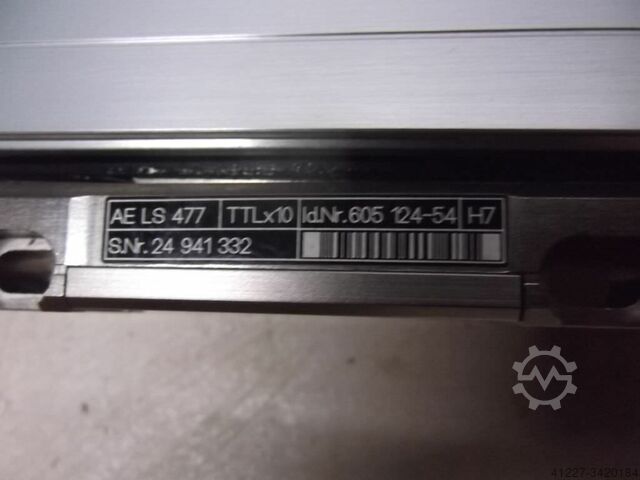 AE LS 477 TTLx10 Id.Nr. 605 124-54 H7
S.Nr. 24 941 332
41227-3420184